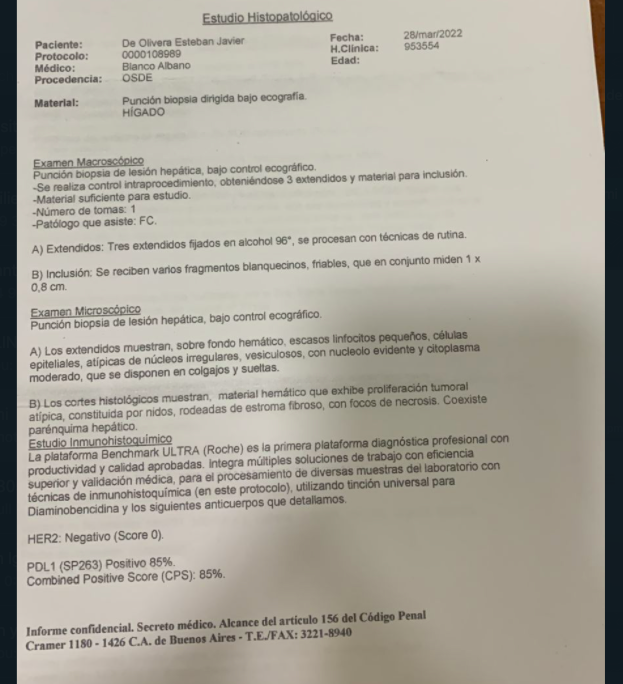 Estudio Histopatológico
Paciente: De Olivera Esteban Javier
Protocolo: 0000108989
Médico: Blanco Albano
Procedencia: OSDE
Fecha: 28/mar/2022
H.Clínica: 953554
Edad:
Material: Punción biopsia dirigida bajo ecografía.
HÍGADO
Examen Macroscópico
Punción biopsia de lesión hepática, bajo control ecográfico.
-Se realiza control intraprocedimiento, obteniéndose 3 extendidos y material para inclusión.
-Material suficiente para estudio.
-Número de tomas: 1
-Patólogo que asiste: FC.
A) Extendidos: Tres extendidos fijados en alcohol 96°, se procesan con técnicas de rutina.
B) Inclusión: Se reciben varios fragmentos blanquecinos, friables, que en conjunto miden 1 x
0,8 cm.
Examen Microscópico
Punción biopsia de lesión hepática, bajo control ecográfico.
A) Los extendidos muestran, sobre fondo hemático, escasos linfocitos pequeños, células
epiteliales, atípicas de núcleos irregulares, vesiculosos, con nucleolo evidente y citoplasma
moderado, que se disponen en colgajos y sueltas.
B) Los cortes histológicos muestran, material hemático que exhibe proliferación tumoral
atípica, constituida por nidos, rodeadas de estroma fibroso, con focos de necrosis. Coexiste
parénquima hepático.
Estudio Inmunohistoquímico
La plataforma Benchmark ULTRA (Roche) es la primera plataforma diagnóstica profesional con
productividad y calidad aprobadas. Integra múltiples soluciones de trabajo con eficiencia
superior y validación médica, para el procesamiento de diversas muestras del laboratorio con
técnicas de inmunohistoquímica (en este protocolo), utilizando tinción universal para
Diaminobencidina y los siguientes anticuerpos que detallamos.
HER2: Negativo (Score 0).
PDL1 (SP263) Positivo 85%.
Combined Positive Score (CPS): 85%.
Informe confidencial. Secreto médico. Alcance del artículo 156 del Código Penal
Cramer 1180 - 1426 C.A. de Buenos Aires - T.E./FAX: 3221-8940